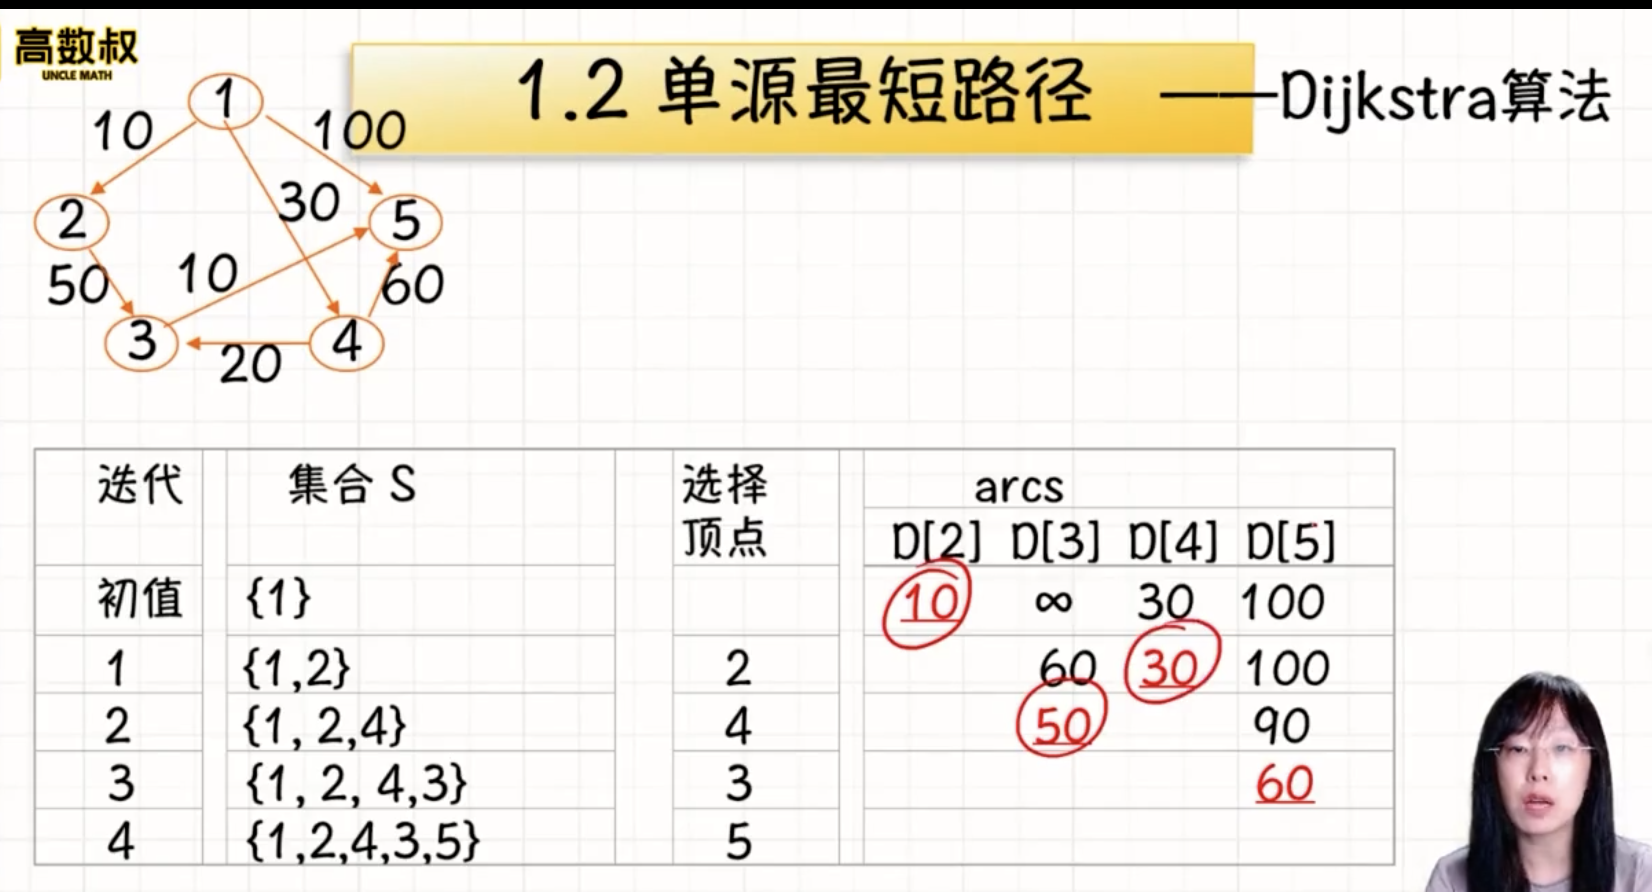 高数叔
UNCLE MATH
1.2 单源最短路径 ——Dijkstra算法
1
10
100
2
30
5
50
10
60
3
4
20
迭代 集合 S 选择顶点 arcs
D[2] D[3] D[4] D[5]
初值 {1} 10 ∞ 30 100
1 {1,2} 2 60 30 100
2 {1, 2,4} 4 50 90
3 {1, 2, 4,3} 3 60
4 {1,2,4,3,5} 5